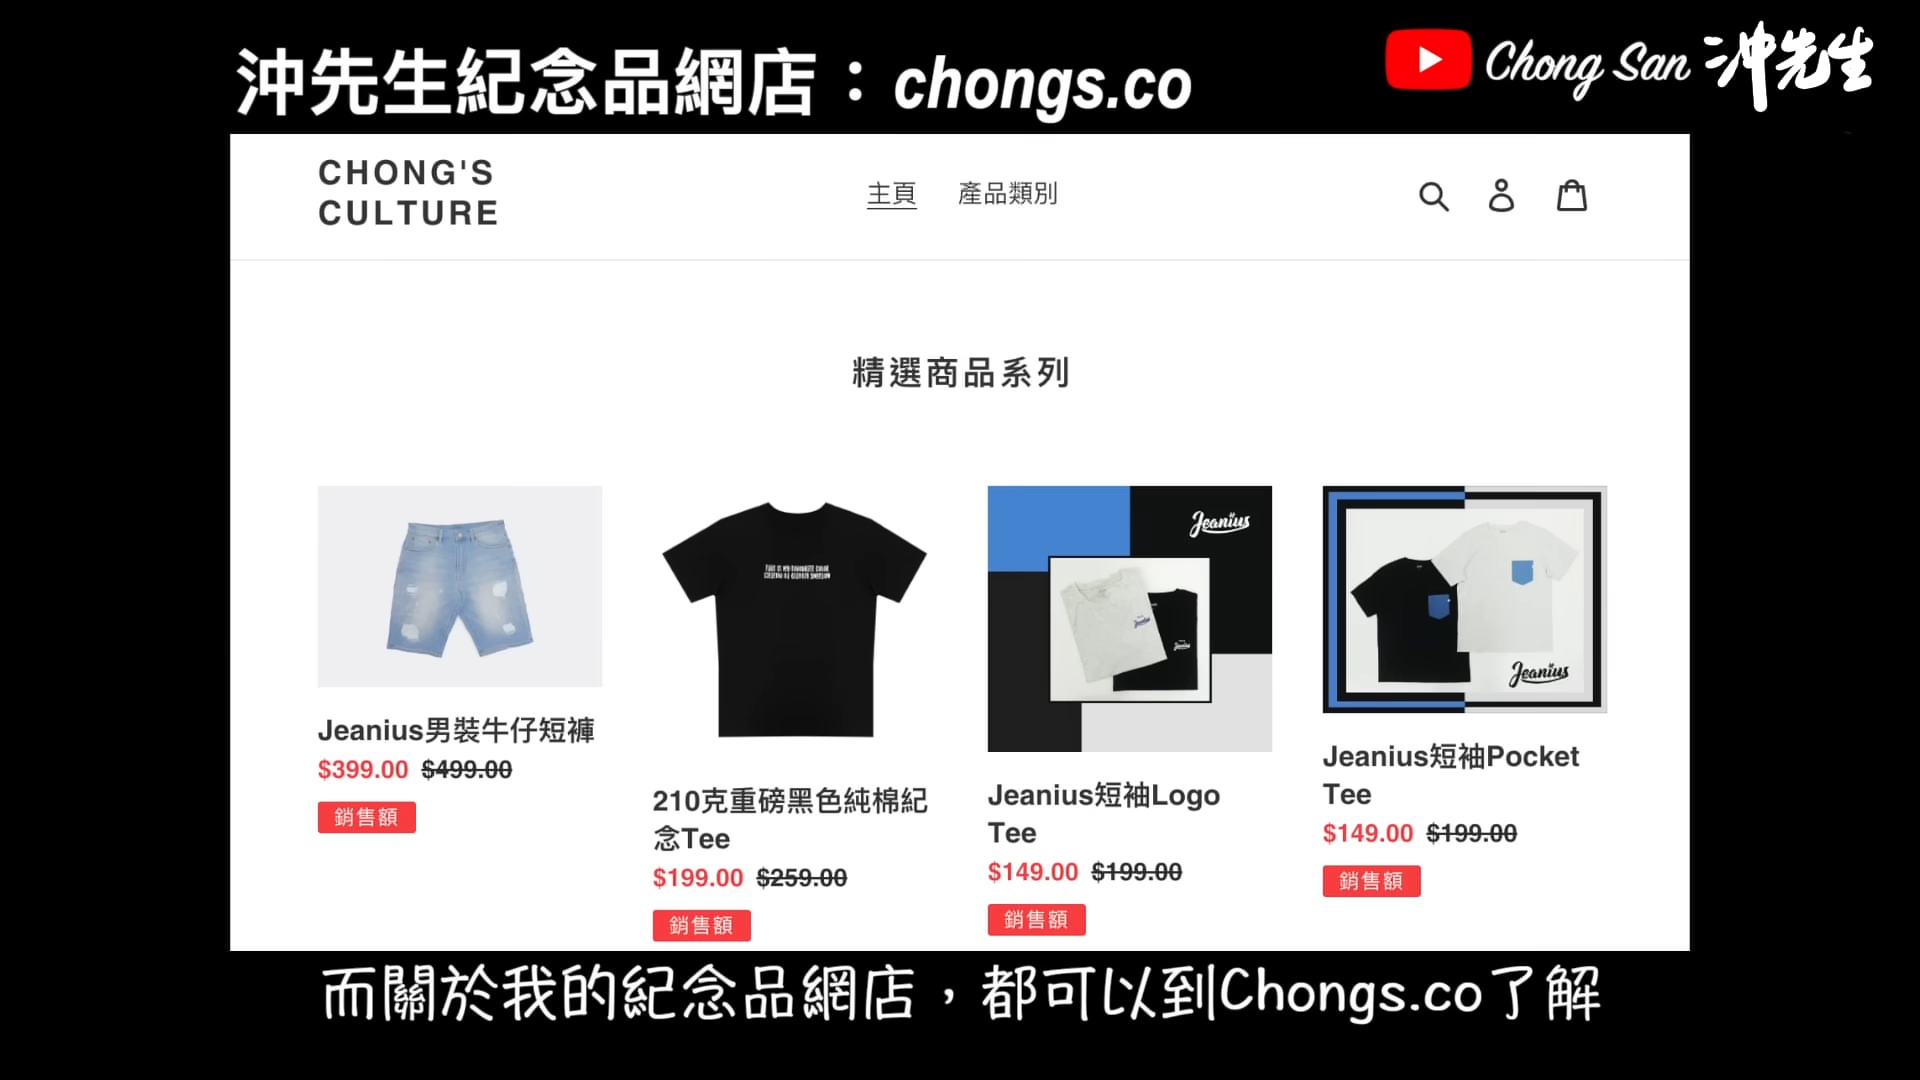 沖先生紀念品網店：chongs.co
Chong San 沖先生
CHONG'S
CULTURE
主頁 產品類別
精選商品系列
Jeanius男裝牛仔短褲
$399.00 $499.00
銷售額
210克重磅黑色純棉紀
念Tee
$199.00 $259.00
銷售額
Jeanius
Jeanius短袖Logo
Tee
$149.00 $199.00
銷售額
Jeanius
Jeanius短袖Pocket
Tee
$149.00 $199.00
銷售額
而關於我的紀念品網店，都可以到Chongs.co了解